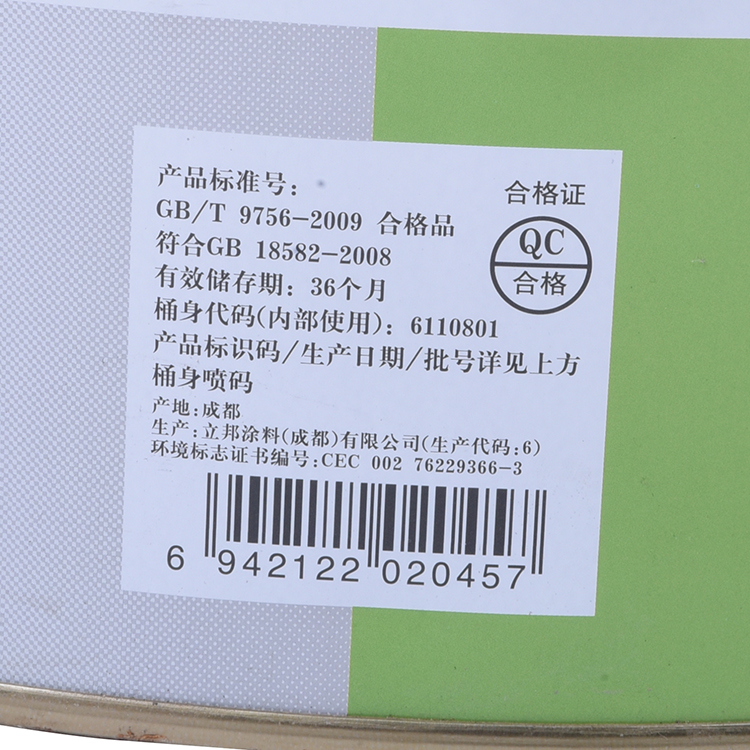 产品标准号:
合格证
GB/T 9756-2009 合格品
QC
符合GB 18582-2008
合格
有效储存期: 36个月
桶身代码(内部使用): 6110801
产品标识码/生产日期/批号详见上方
桶身喷码
产地:成都
生产:立邦涂料(成都)有限公司(生产代码:6)
环境标志证书编号:CEC 002 76229366-3
6 942122 020457